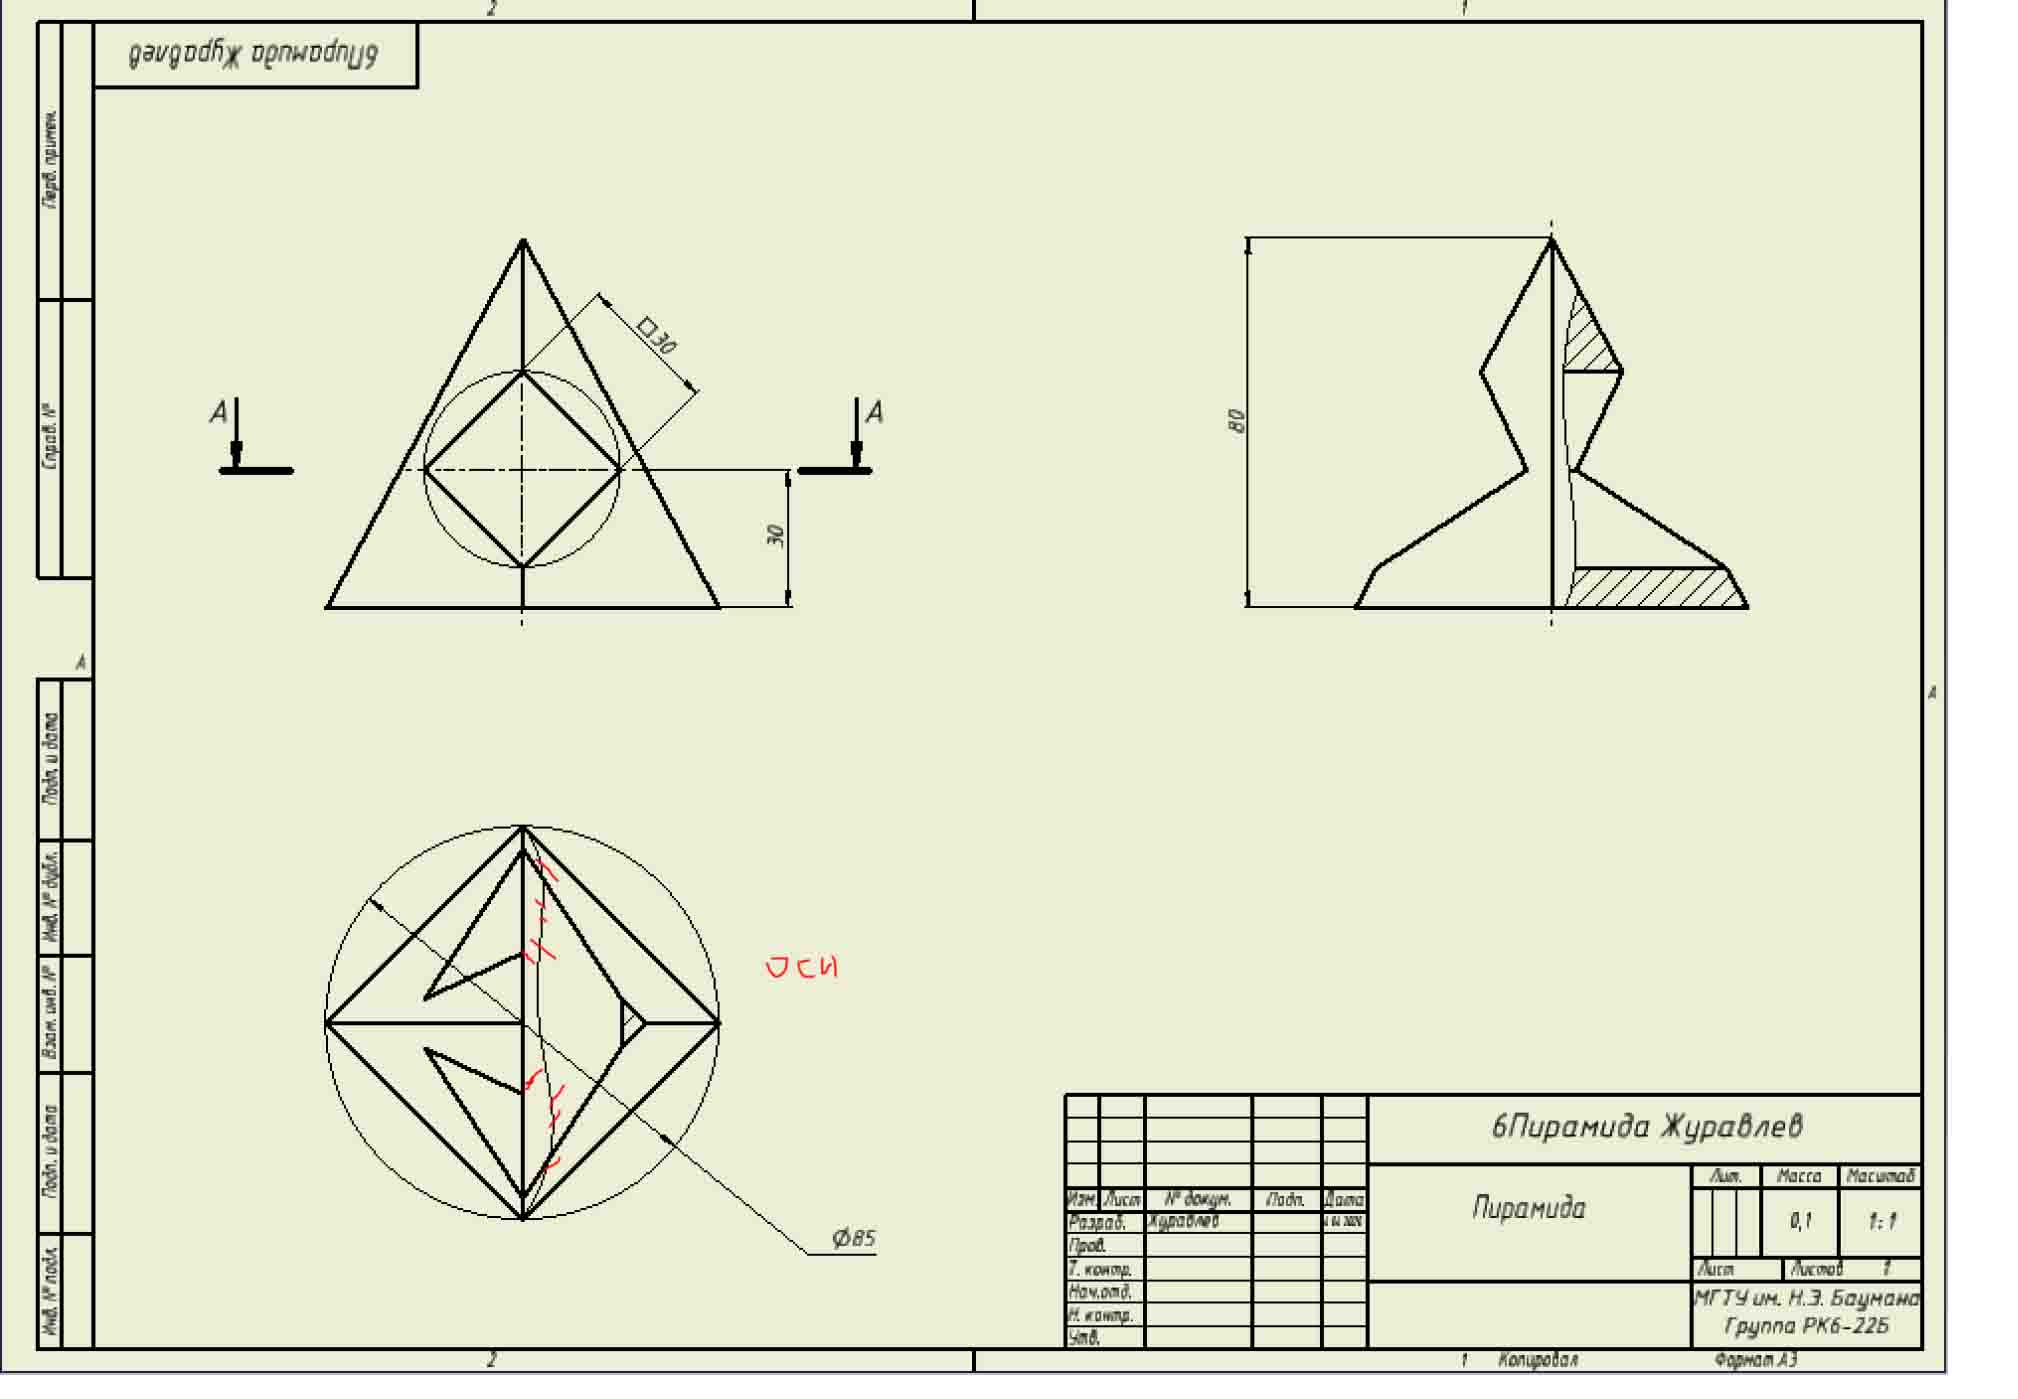 2
1
6Пирамида Журавлев
Перв. примен.
Справ. №
□30
А
А
30
80
А
А
Подп. и дата
Инв. № дубл.
Взам. инв. №
Подп. и дата
Инв. № подл.
оси
Ø85
6Пирамида Журавлев
Лит.
Масса
Масштаб
Изм.
Лист
№ докум.
Подп.
Дата
Пирамида
Разраб.
Журавлев
0,1
1:1
Пров.
Т. контр.
Лист
Листов 1
Нач.отд.
МГТУ им. Н.Э. Баумана
Н. контр.
Группа РК6-22Б
Утв.
2
1
Копировал
Формат А3